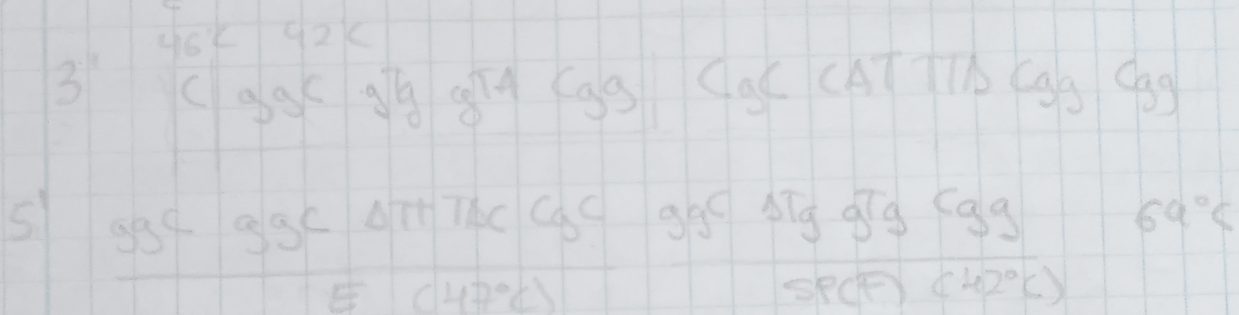 46°C 42°C
3' C ggC gTg gTA Cgg CgC CAT TTA Cgg Cgg
5' ggC ggC ATT TAC CgC ggC ATg gTg Cgg 69°C
E (47°C) SP(F) (42°C)